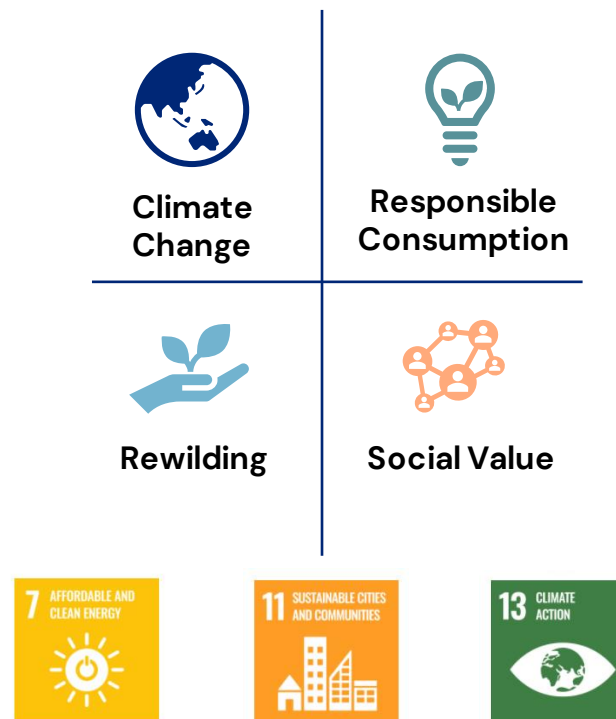 Climate
Change
Responsible
Consumption
Rewilding
Social Value
7 AFFORDABLE AND
CLEAN ENERGY
11 SUSTAINABLE CITIES
AND COMMUNITIES
13 CLIMATE
ACTION